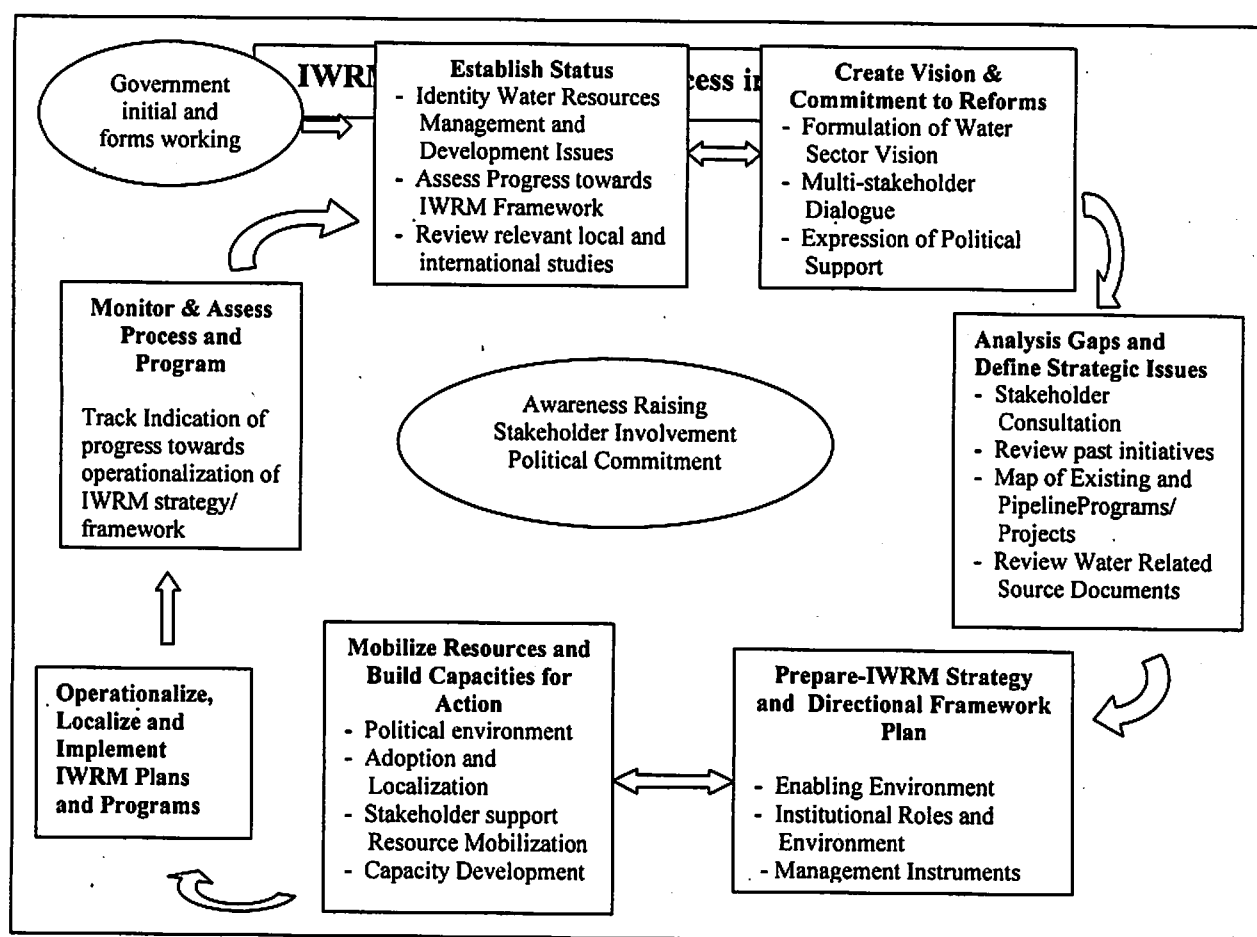 Government
initial and
forms working
IWRM
cess in
Establish Status
- Identity Water Resources
Management and
Development Issues
- Assess Progress towards
IWRM Framework
- Review relevant local and
international studies
Create Vision &
Commitment to Reforms
- Formulation of Water
Sector Vision
- Multi-stakeholder
Dialogue
- Expression of Political
Support
Analysis Gaps and
Define Strategic Issues
- Stakeholder
Consultation
- Review past initiatives
- Map of Existing and
PipelinePrograms/
Projects
- Review Water Related
Source Documents
Prepare-IWRM Strategy
and Directional Framework
Plan
- Enabling Environment
- Institutional Roles and
Environment
- Management Instruments
Mobilize Resources and
Build Capacities for
Action
- Political environment
- Adoption and
Localization
- Stakeholder support
Resource Mobilization
- Capacity Development
Operationalize,
Localize and
Implement
IWRM Plans
and Programs
Monitor & Assess
Process and
Program
Track Indication of
progress towards
operationalization of
IWRM strategy/
framework
Awareness Raising
Stakeholder Involvement
Political Commitment